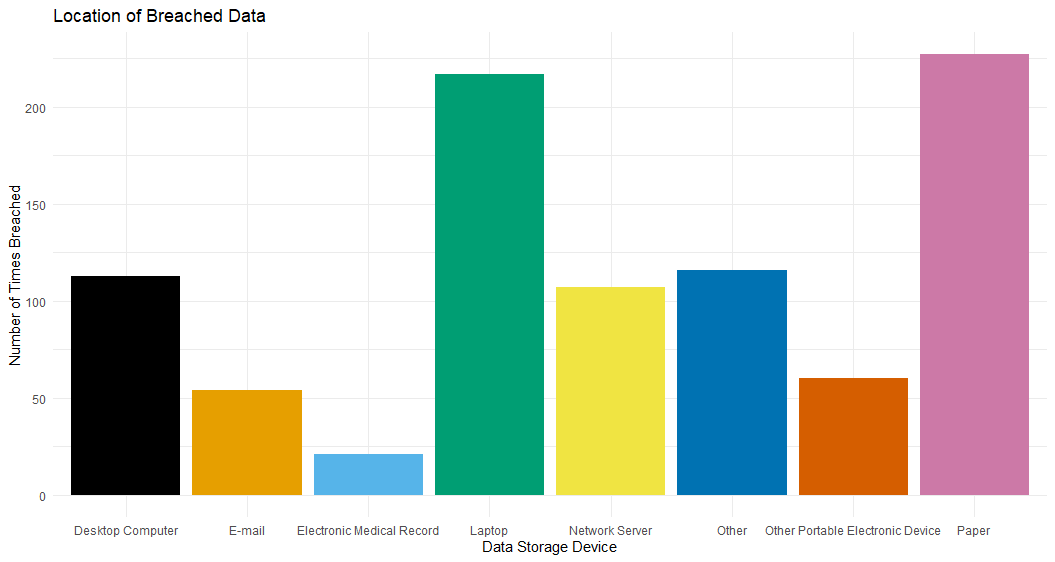 Location of Breached Data
Number of Times Breached
200
150
100
50
0
Desktop Computer
E-mail
Electronic Medical Record
Laptop
Network Server
Other
Other Portable Electronic Device
Paper
Data Storage Device